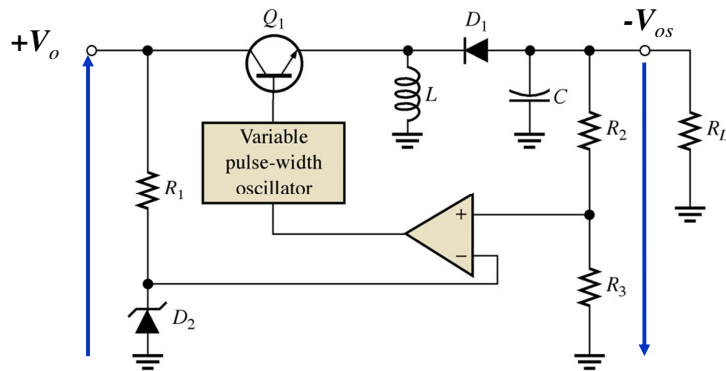 +Vo
Q1
D1
-Vos
L
C
R2
RL
Variable
pulse-width
oscillator
R1
+
−
R3
D2